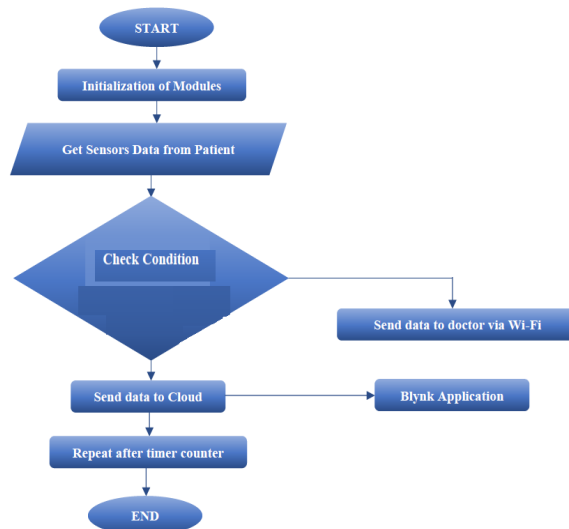 START
Initialization of Modules
Get Sensors Data from Patient
Check Condition
Send data to doctor via Wi-Fi
Send data to Cloud
Blynk Application
Repeat after timer counter
END